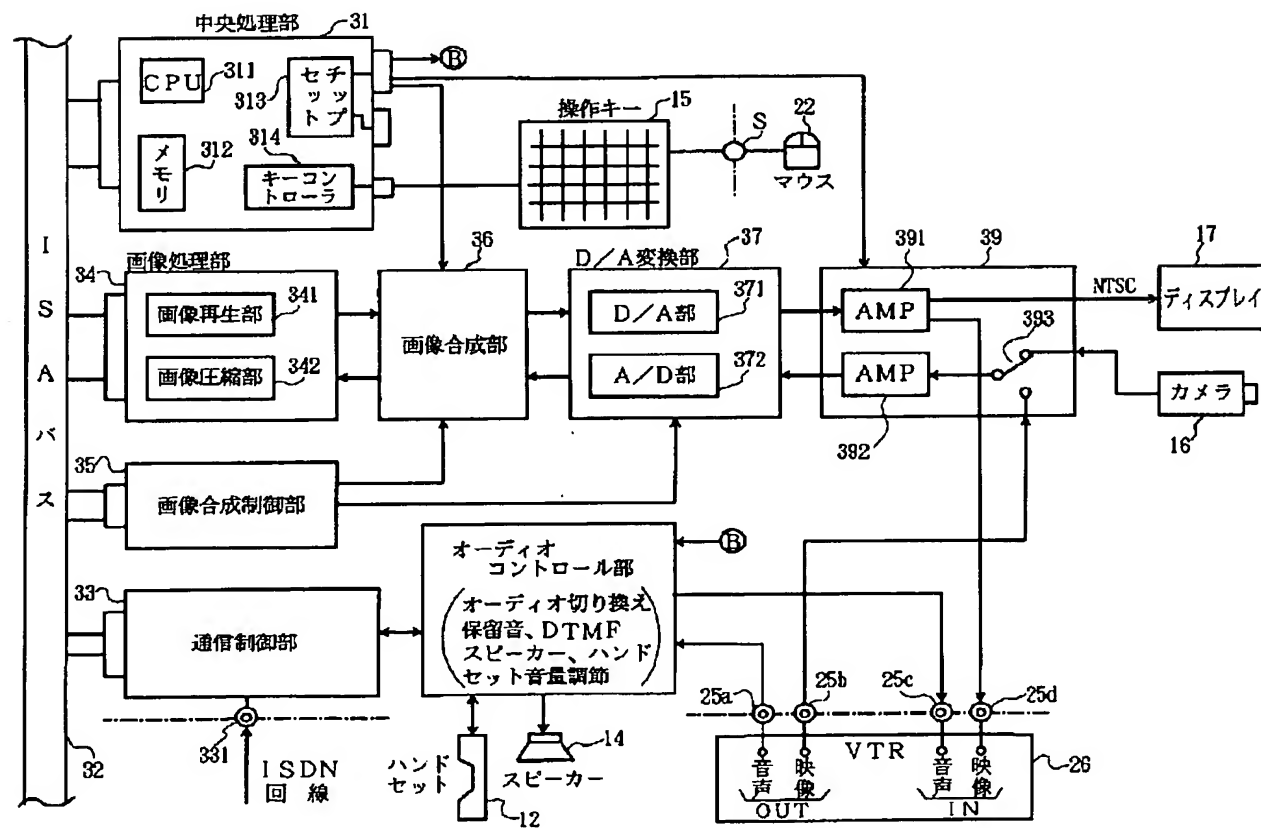 中央処理部
31
B
CPU
311
313
チップ
セット
メモリ
312
314
キーコント
ローラ
操作キー
15
S
22
マウス
ISAバス
32
34
画像処理部
画像再生部
341
画像圧縮部
342
36
画像合成部
D/A変換部
37
D/A部
371
A/D部
372
391
39
AMP
AMP
392
393
NTSC
17
ディスプレイ
カメラ
16
35
画像合成制御部
33
通信制御部
331
ISDN
回線
オーディオ
コントロール部
オーディオ切り換え
保留音、DTMF
スピーカー、ハンド
セット音量調節
B
ハンド
セット
12
14
スピーカー
25a
25b
25c
25d
VTR
26
音声
映像
音声
映像
OUT
IN